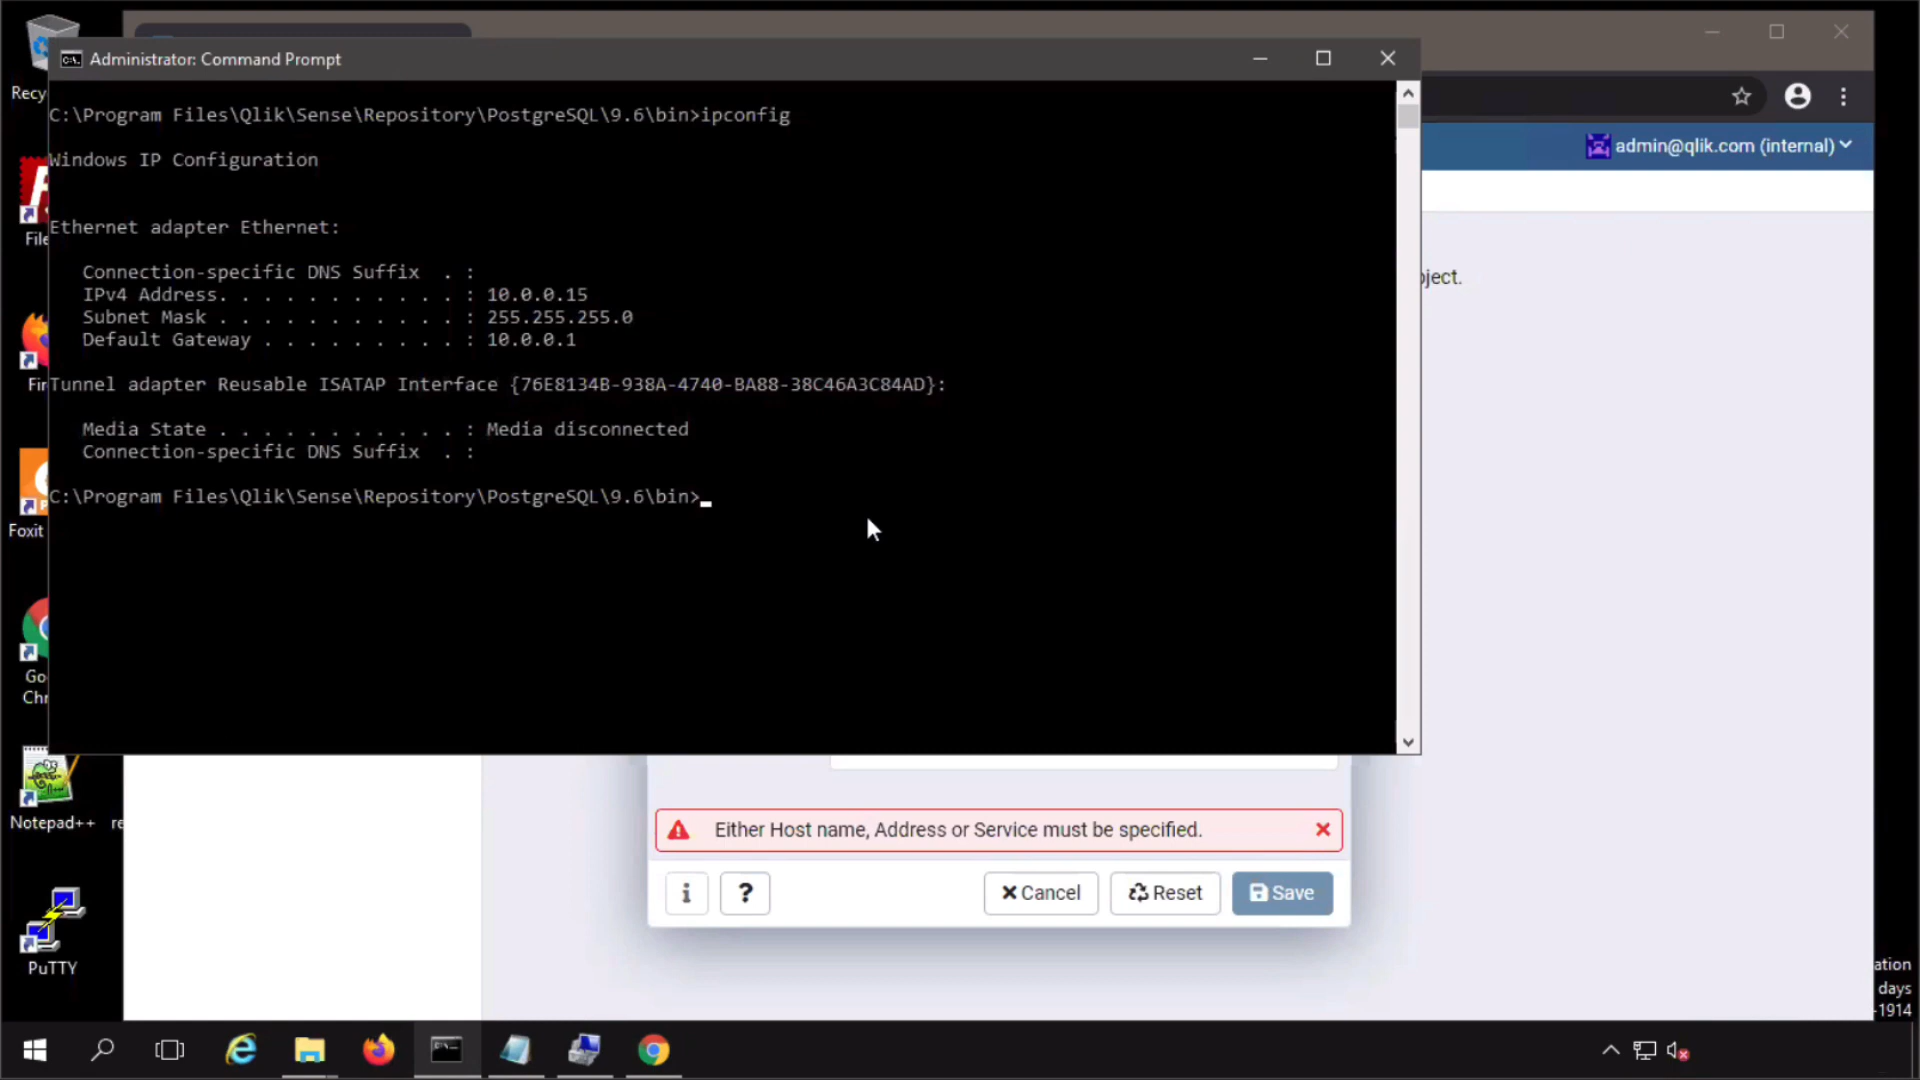 Administrator: Command Prompt
C:\Program Files\Qlik\Sense\Repository\PostgreSQL\9.6\bin>ipconfig
Windows IP Configuration
Ethernet adapter Ethernet:
Connection-specific DNS Suffix  . :
IPv4 Address. . . . . . . . . . . : 10.0.0.15
Subnet Mask . . . . . . . . . . . : 255.255.255.0
Default Gateway . . . . . . . . . : 10.0.0.1
Tunnel adapter Reusable ISATAP Interface {76E8134B-938A-4740-BA88-38C46A3C84AD}:
Media State . . . . . . . . . . . : Media disconnected
Connection-specific DNS Suffix  . :
C:\Program Files\Qlik\Sense\Repository\PostgreSQL\9.6\bin>
admin@qlik.com (internal)
ject.
Either Host name, Address or Service must be specified.
i
?
Cancel
Reset
Save
Recy
File
Fir
Foxit
Go
Chr
Notepad++
re
PuTTY
ation
days
-1914